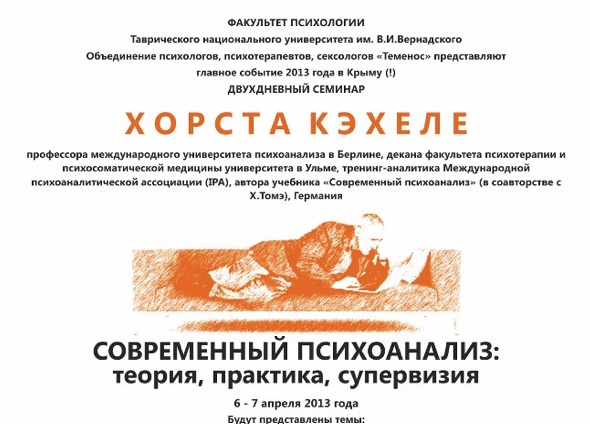 ФАКУЛЬТЕТ ПСИХОЛОГИИ
Таврического национального университета им. В.И.Вернадского
Объединение психологов, психотерапевтов, сексологов «Теменос» представляют
главное событие 2013 года в Крыму (!)
ДВУХДНЕВНЫЙ СЕМИНАР
ХОРСТА КЭХЕЛЕ
профессора международного университета психоанализа в Берлине, декана факультета психотерапии и
психосоматической медицины университета в Ульме, тренинг-аналитика Международной
психоаналитической ассоциации (IPA), автора учебника «Современный психоанализ» (в соавторстве с
Х.Томэ), Германия
СОВРЕМЕННЫЙ ПСИХОАНАЛИЗ:
теория, практика, супервизия
6 - 7 апреля 2013 года
Будут представлены темы: